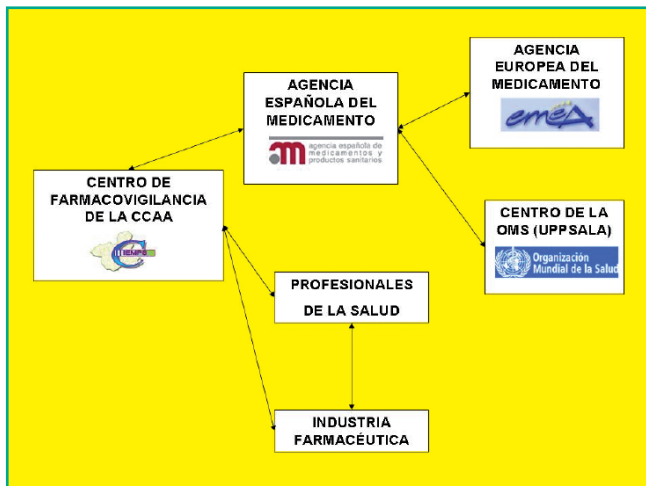 AGENCIA
EUROPEA DEL
MEDICAMENTO
emeA
AGENCIA
ESPAÑOLA DEL
MEDICAMENTO
agencia española de
medicamentos y
productos sanitarios
CENTRO DE
FARMACOVIGILANCIA
DE LA CCAA
CENTRO DE LA
OMS (UPPSALA)
Organización
Mundial de la Salud
PROFESIONALES
DE LA SALUD
INDUSTRIA
FARMACÉUTICA